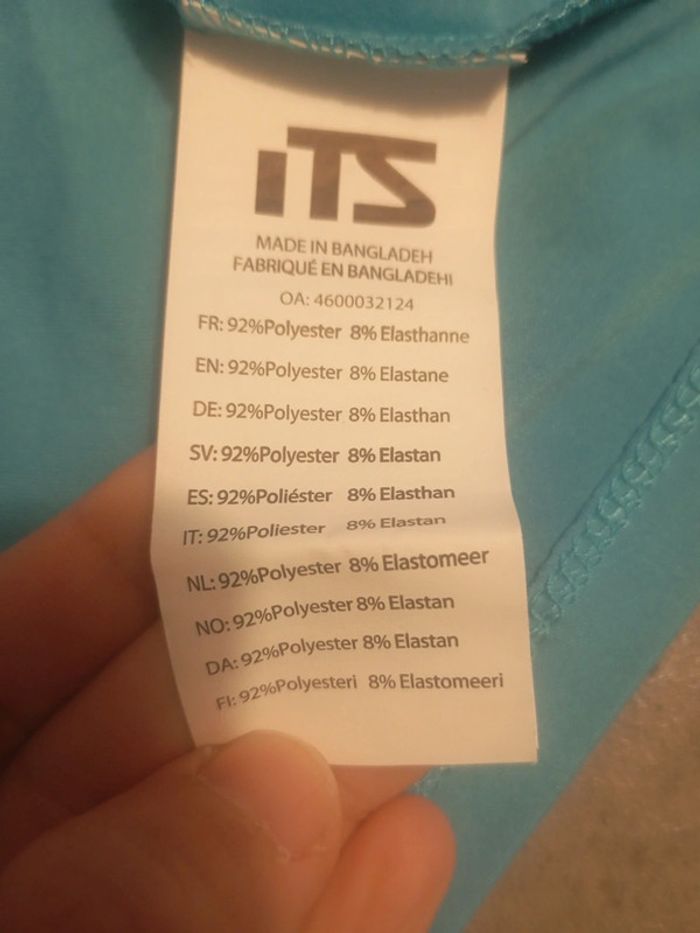 iTS
MADE IN BANGLADEH
FABRIQUÉ EN BANGLADEHI
OA: 4600032124
FR: 92%Polyester 8% Elasthanne
EN: 92%Polyester 8% Elastane
DE: 92%Polyester 8% Elasthan
SV: 92%Polyester 8% Elastan
ES: 92%Poliéster 8% Elasthan
IT: 92%Poliester 8% Elastan
NL: 92%Polyester 8% Elastomeer
NO: 92%Polyester 8% Elastan
DA: 92%Polyester 8% Elastan
FI: 92%Polyesteri 8% Elastomeeri